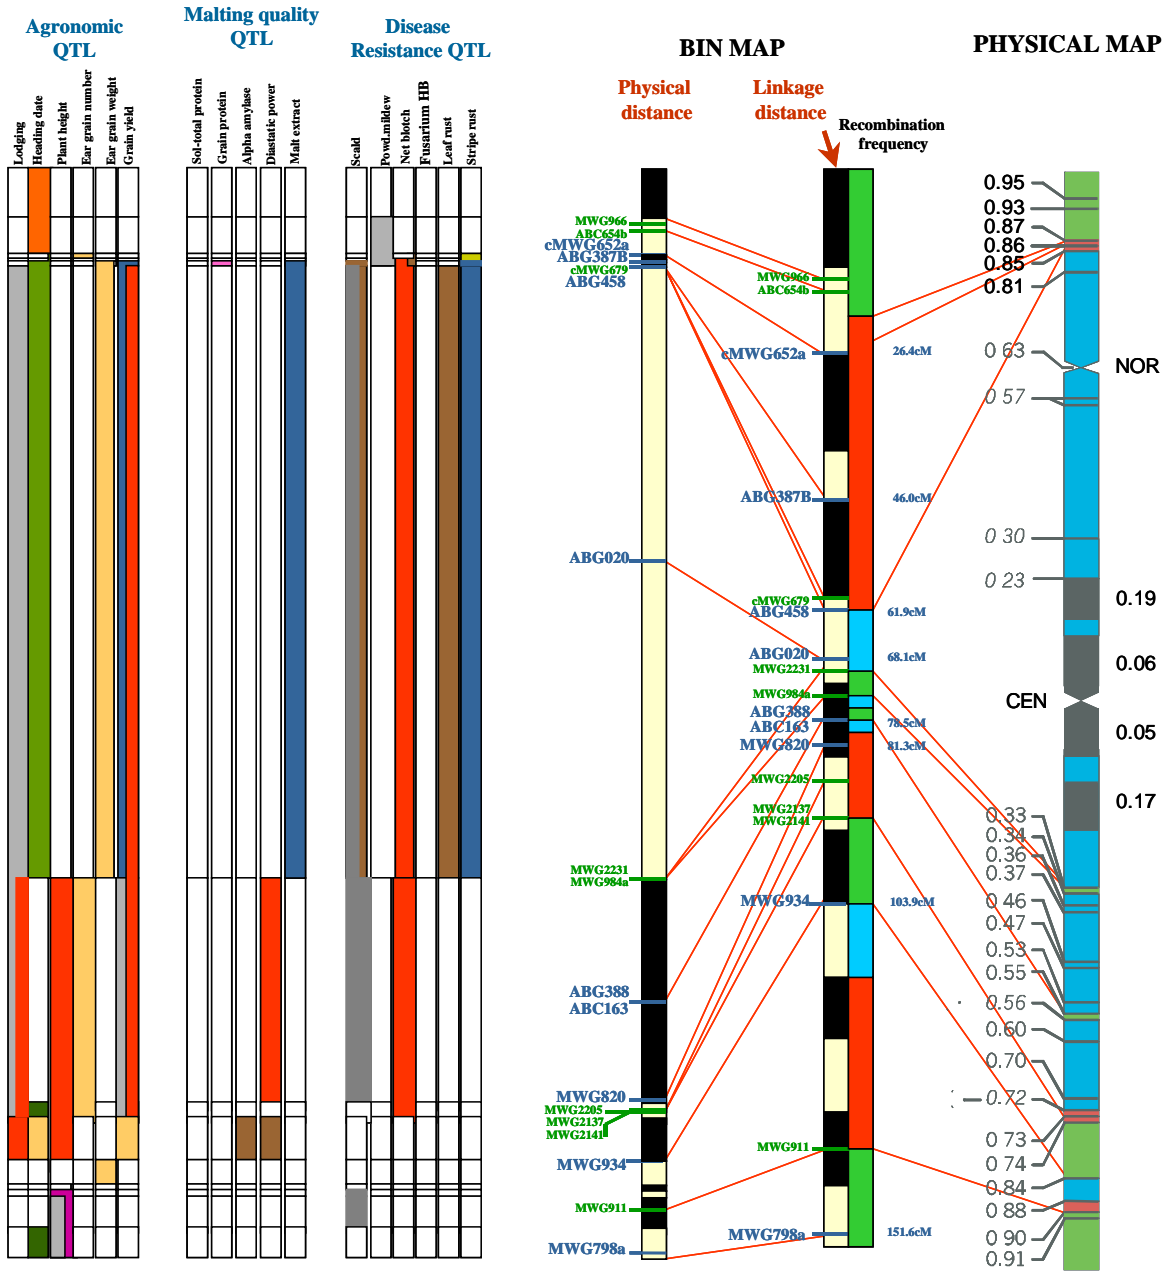 Agronomic
QTL
Malting quality
QTL
Disease
Resistance QTL
BIN MAP
PHYSICAL MAP
Physical
distance
Linkage
distance
Recombination
frequency
Lodging
Heading date
Plant height
Ear grain number
Ear grain weight
Grain yield
Sol-total protein
Grain protein
Alpha amylase
Diastatic power
Malt extract
Scald
Powd.mildew
Net blotch
Fusarium HB
Leaf rust
Stripe rust
MWG966
ABC654b
cMWG652a
ABG387B
cMWG679
ABG458
ABG020
MWG2231
MWG984a
ABG388
ABC163
MWG820
MWG2205
MWG2137
MWG2141
MWG934
MWG911
MWG798a
MWG966
ABC654b
cMWG652a
ABG387B
cMWG679
ABG458
ABG020
MWG2231
MWG984a
ABG388
ABC163
MWG820
MWG2205
MWG2137
MWG2141
MWG934
MWG911
MWG798a
26.4cM
46.0cM
61.9cM
68.1cM
78.5cM
81.3cM
103.9cM
151.6cM
0.95
0.93
0.87
0.86
0.85
0.81
0 63
0 57
0 30
0 23
0.33
0.34
0.36
0.37
0.46
0.47
0.53
0.55
0.56
0.60
0.70
0.72
0.73
0.74
0.84
0.88
0.90
0.91
NOR
0.19
0.06
CEN
0.05
0.17